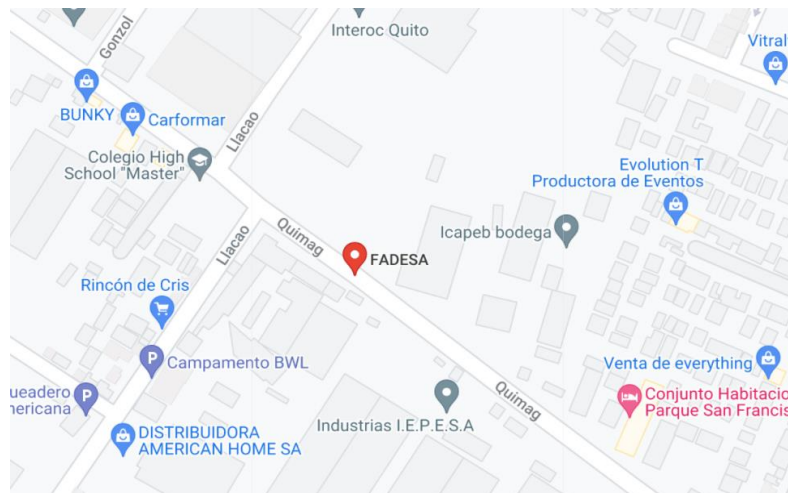 Interoc Quito
Gonzol
Vitral
BUNKY
Carformar
Llacao
Colegio High
School "Master"
Evolution T
Productora de Eventos
Quimag
Icapeb bodega
Llacao
FADESA
Rincón de Cris
Campamento BWL
Venta de everything
ueadero
nericana
Quimag
Conjunto Habitacio
Parque San Francis
Industrias I.E.P.E.S.A
DISTRIBUIDORA
AMERICAN HOME SA
P
P